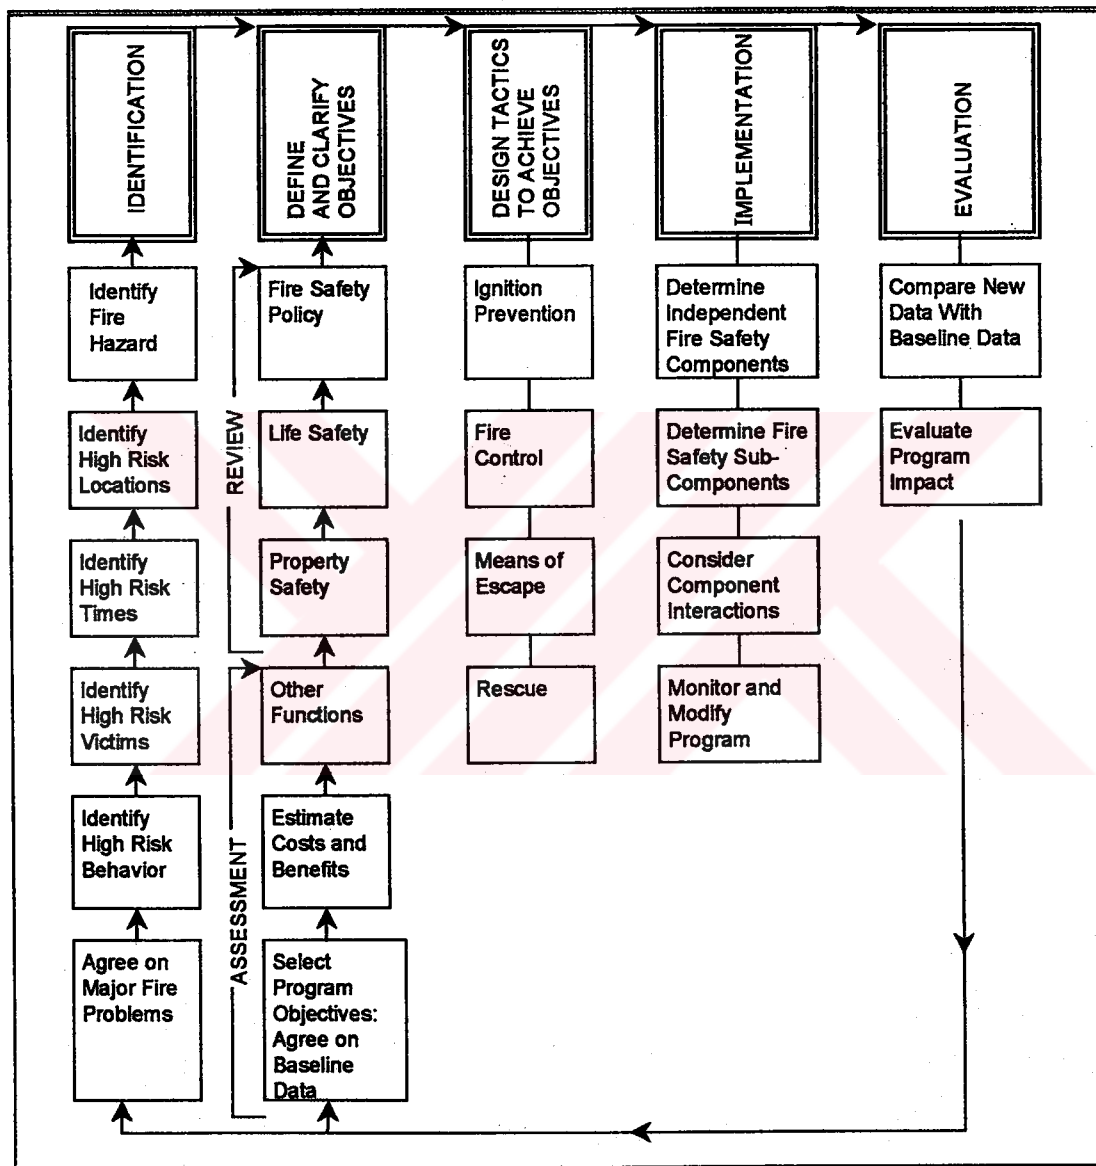 IDENTIFICATION
Identify
Fire
Hazard
Identify
High Risk
Locations
Identify
High Risk
Times
Identify
High Risk
Victims
Identify
High Risk
Behavior
Agree on
Major Fire
Problems
DEFINE
AND CLARIFY
OBJECTIVES
REVIEW
Fire Safety
Policy
Life Safety
Property
Safety
ASSESSMENT
Other
Functions
Estimate
Costs and
Benefits
Select
Program
Objectives:
Agree on
Baseline
Data
DESIGN TACTICS
TO ACHIEVE
OBJECTIVES
Ignition
Prevention
Fire
Control
Means of
Escape
Rescue
IMPLEMENTATION
Determine
Independent
Fire Safety
Components
Determine Fire
Safety Sub-
Components
Consider
Component
Interactions
Monitor and
Modify
Program
EVALUATION
Compare New
Data With
Baseline Data
Evaluate
Program
Impact